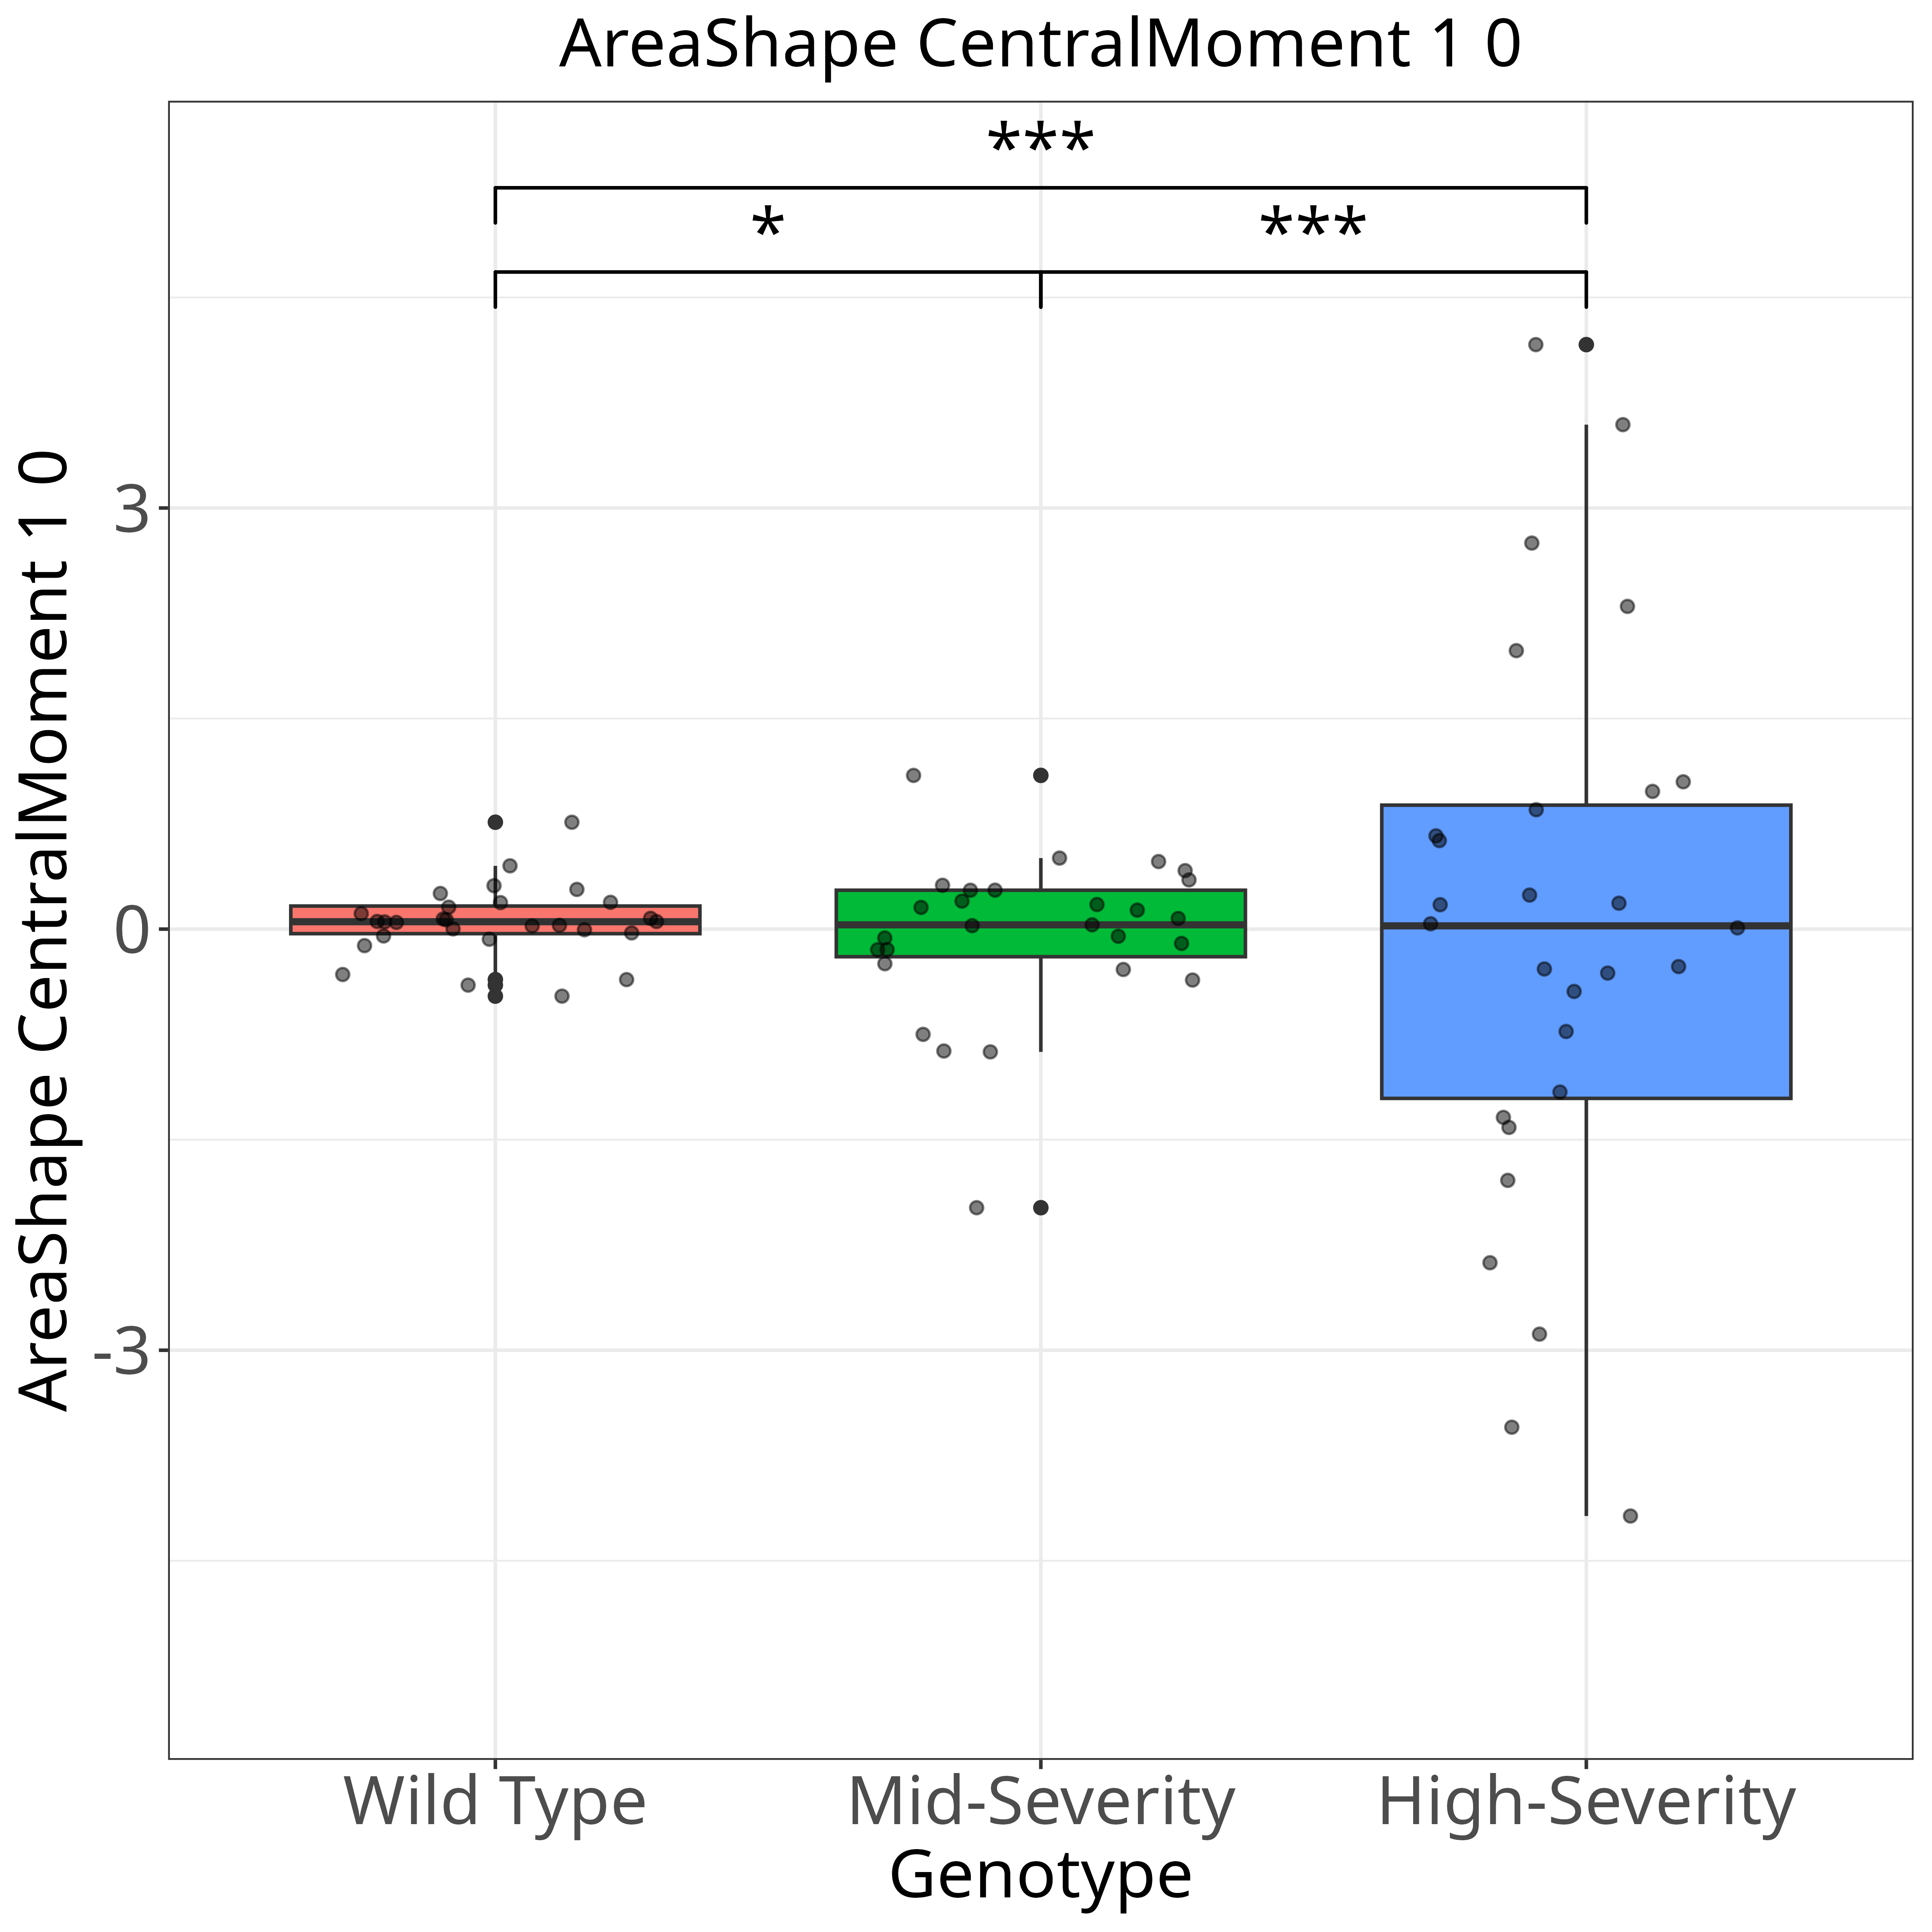 AreaShape CentralMoment 1 0
***
* ***
AreaShape CentralMoment 1 0
3
0
-3
Wild Type Mid-Severity High-Severity
Genotype